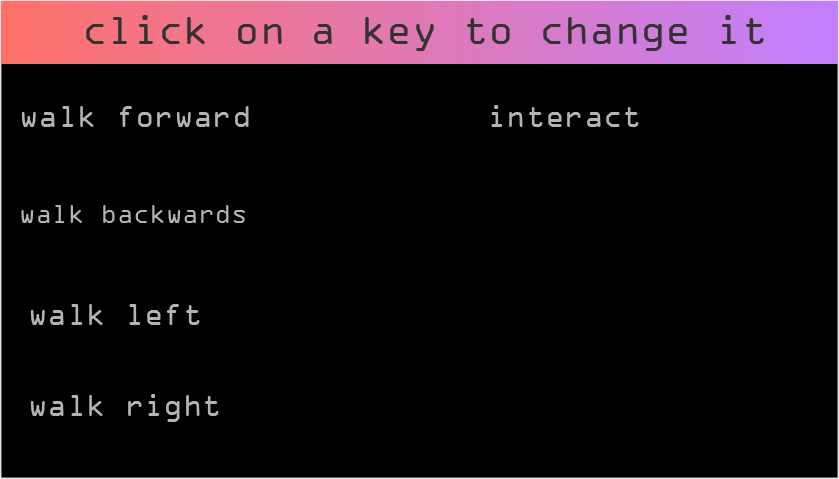 click on a key to change it
walk forward
interact
walk backwards
walk left
walk right